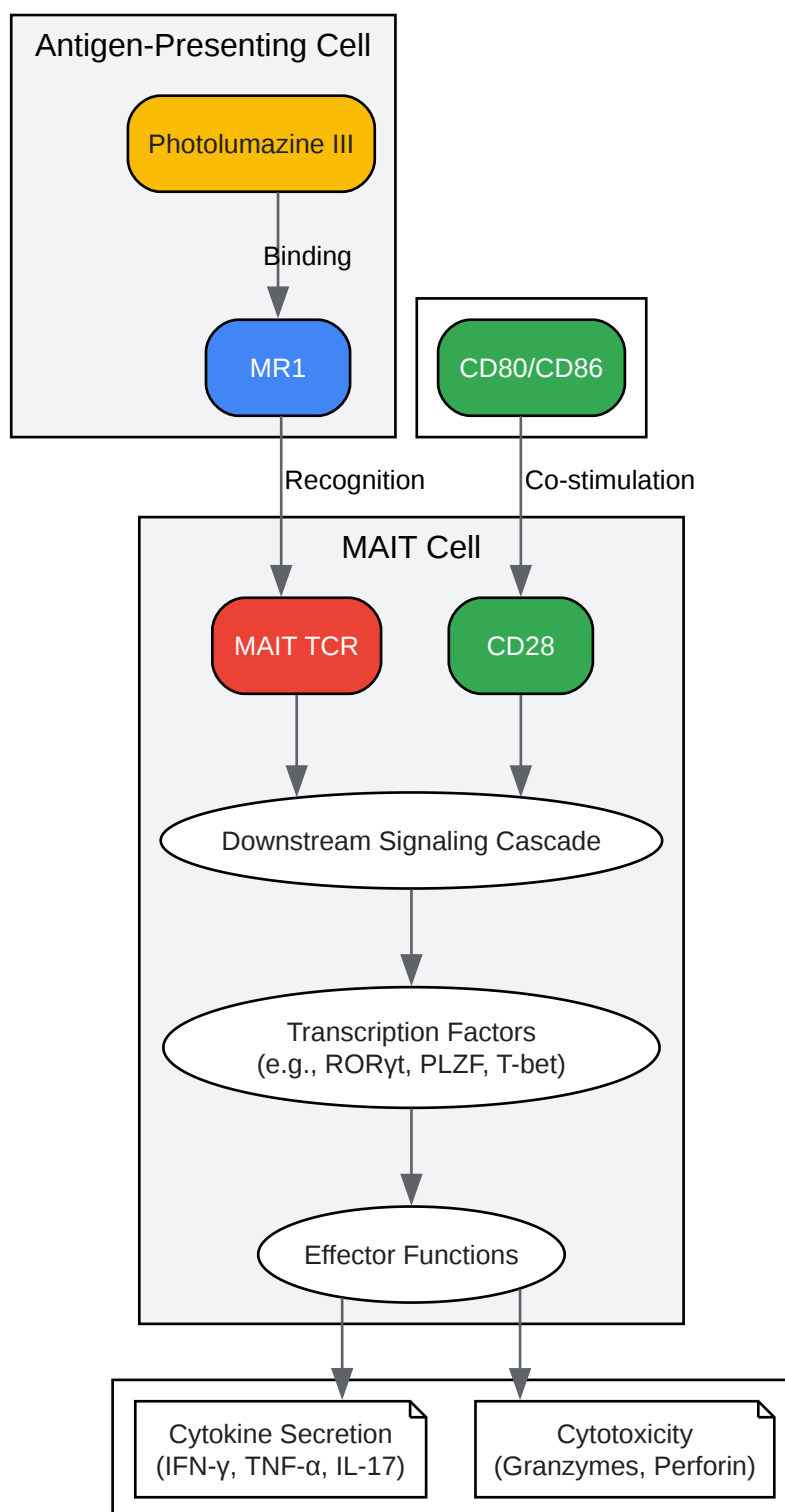 Antigen-Presenting Cell
Photolumazine III
Binding
MR1
CD80/CD86
Recognition
Co-stimulation
MAIT Cell
MAIT TCR
CD28
Downstream Signaling Cascade
Transcription Factors
(e.g., RORγt, PLZF, T-bet)
Effector Functions
Cytokine Secretion
(IFN-γ, TNF-α, IL-17)
Cytotoxicity
(Granzymes, Perforin)